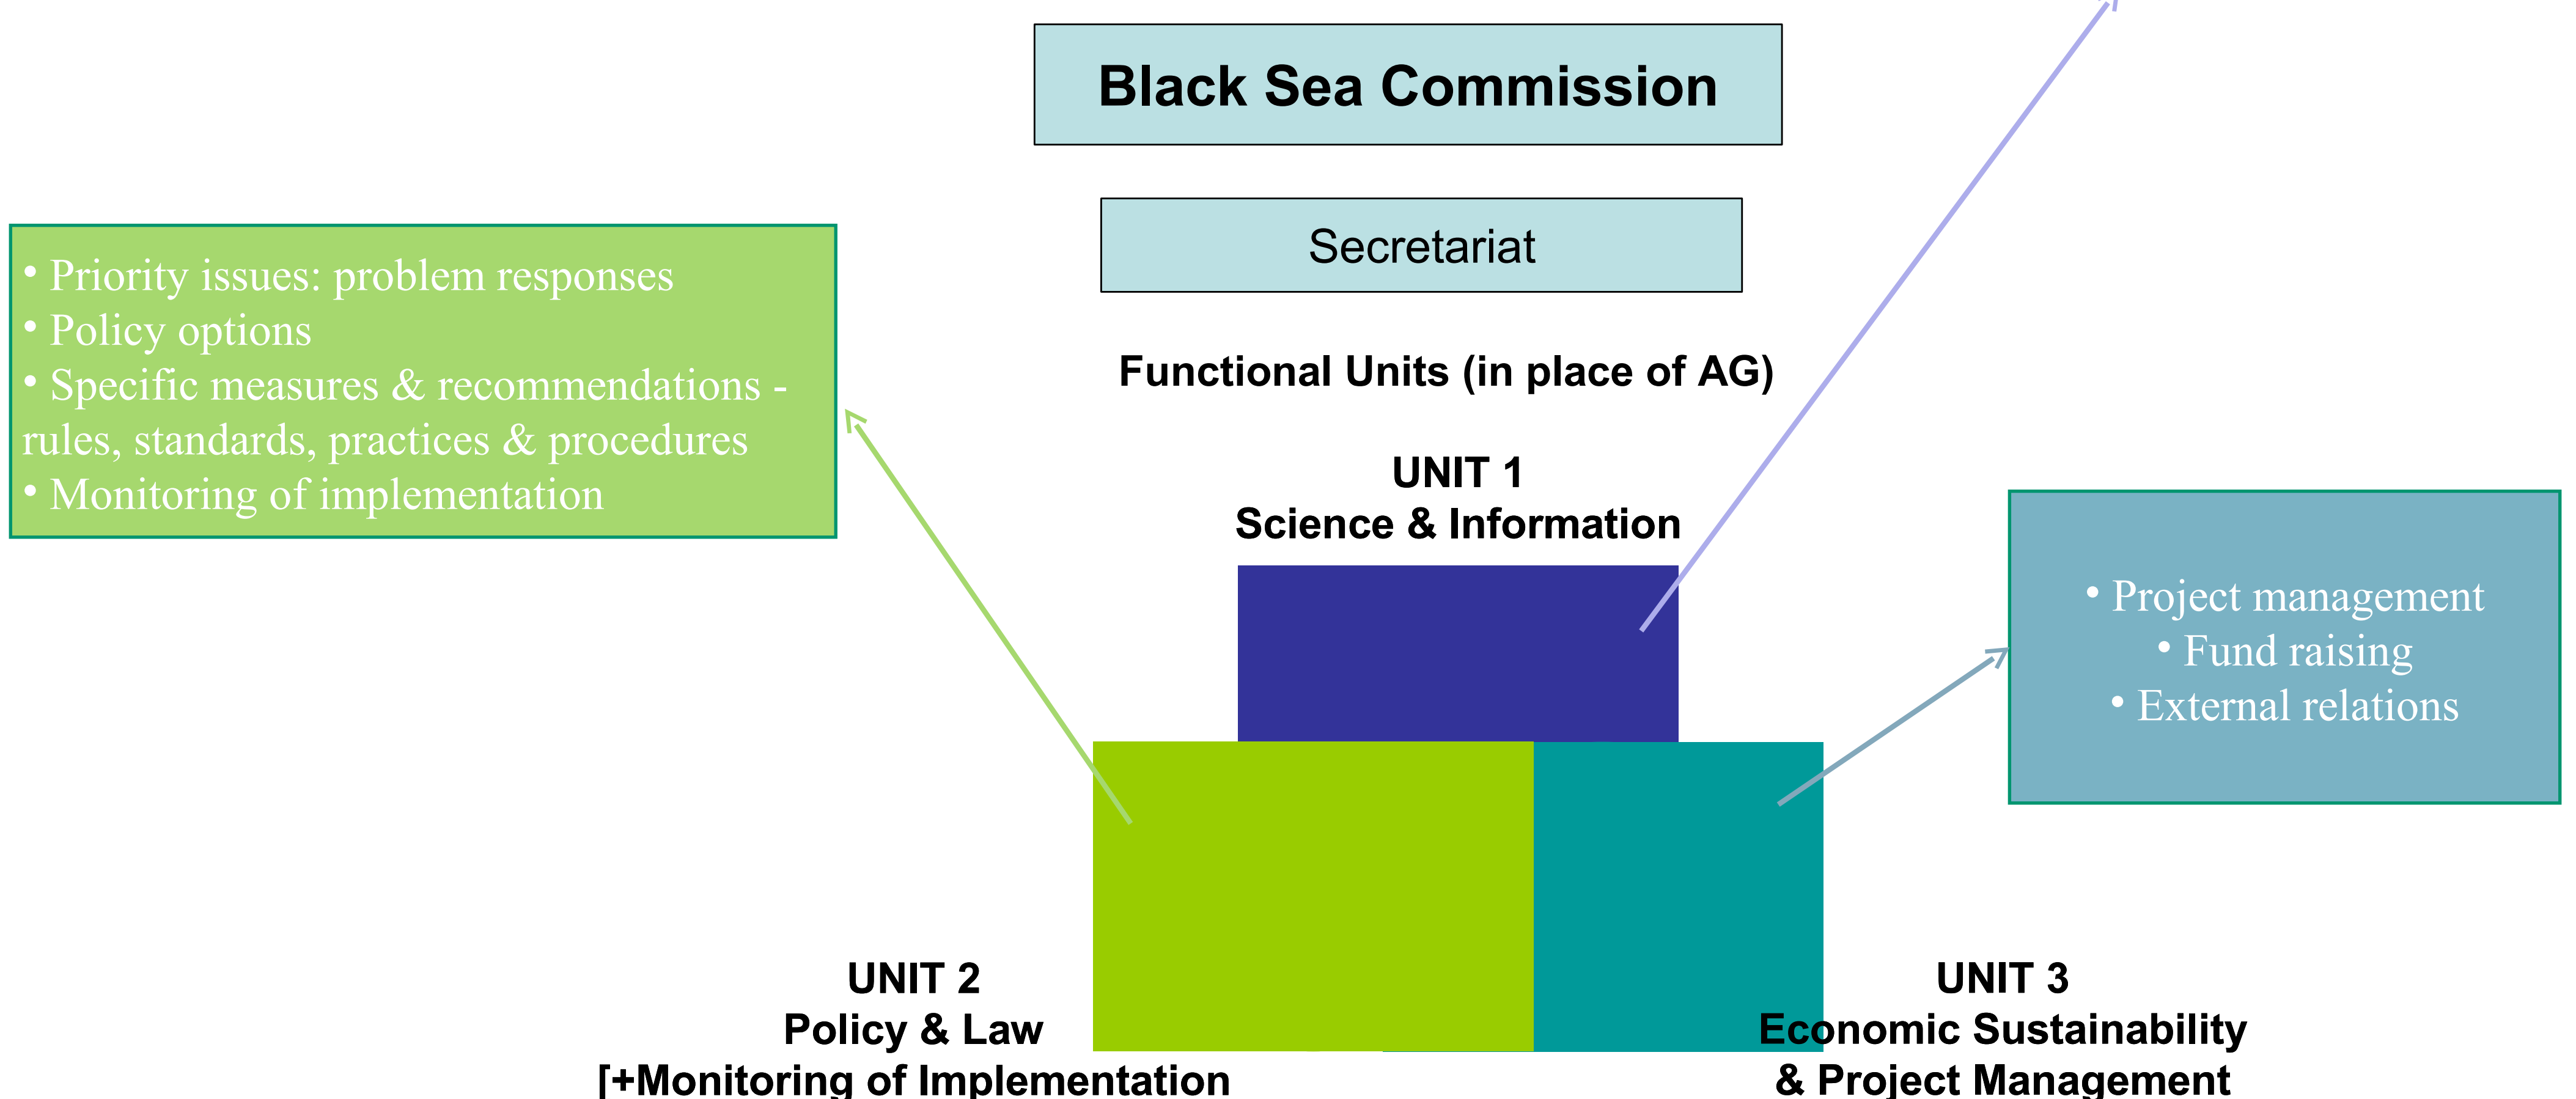 Black Sea Commission
Secretariat
• Priority issues: problem responses
• Policy options
• Specific measures & recommendations -
rules, standards, practices & procedures
• Monitoring of implementation
Functional Units (in place of AG)
UNIT 1
Science & Information
• Project management
• Fund raising
• External relations
UNIT 2
Policy & Law
[+Monitoring of Implementation
UNIT 3
Economic Sustainability
& Project Management